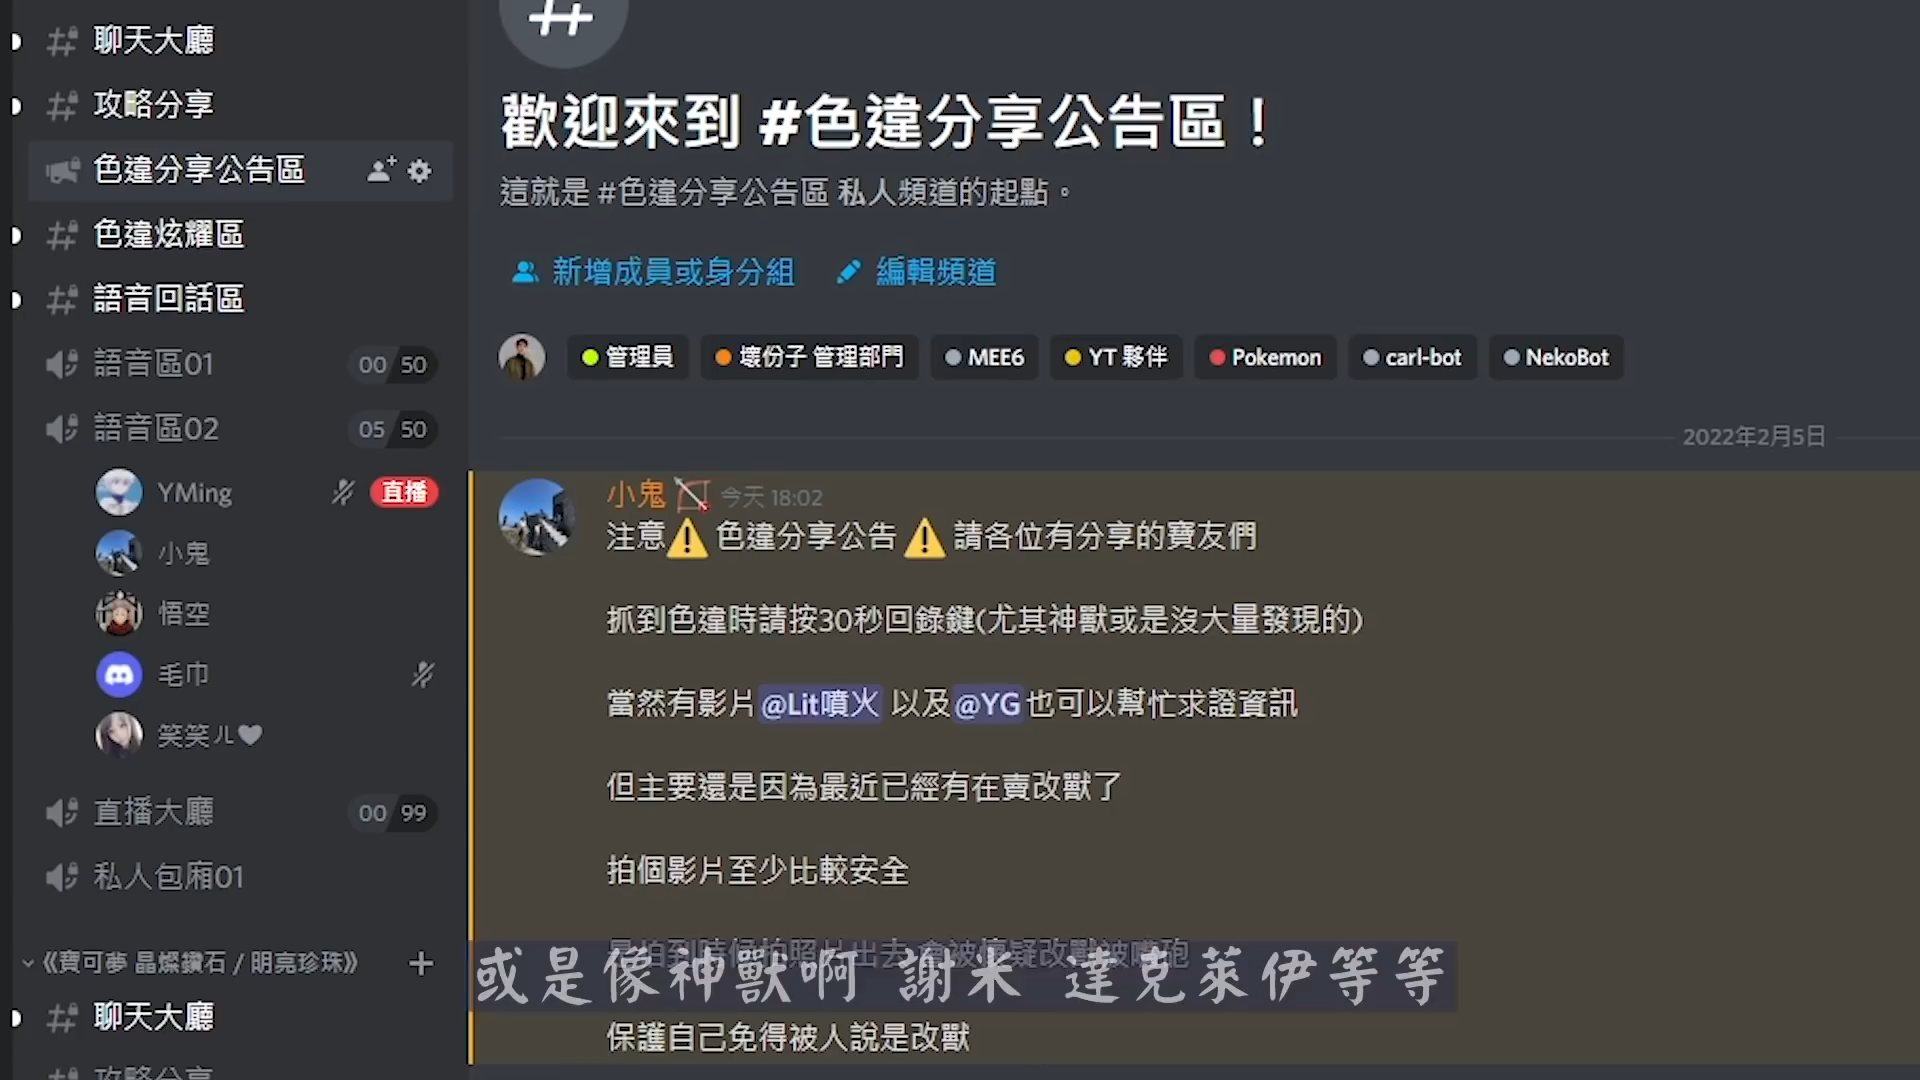 聊天大廳
攻略分享
色違分享公告區
色違炫耀區
語音回話區
語音區01 00 50
語音區02 05 50
YMing 直播
小鬼
悟空
毛巾
笑笑ㄦ
直播大廳 00 99
私人包廂01
《寶可夢 晶燦鑽石 / 明亮珍珠》
聊天大廳
攻略分享
歡迎來到 #色違分享公告區！
這就是 #色違分享公告區 私人頻道的起點。
新增成員或身分組 編輯頻道
管理員 壞份子 管理部門 MEE6 YT 夥伴 Pokemon carl-bot NekoBot
2022年2月5日
小鬼 今天 18:02
注意⚠ 色違分享公告 ⚠ 請各位有分享的寶友們
抓到色違時請按30秒回錄鍵(尤其神獸或是沒大量發現的)
當然有影片@Lit噴火 以及@YG也可以幫忙求證資訊
但主要還是因為最近已經有在賣改獸了
拍個影片至少比較安全
或是像神獸啊 謝米 達克萊伊等等
保護自己免得被人說是改獸